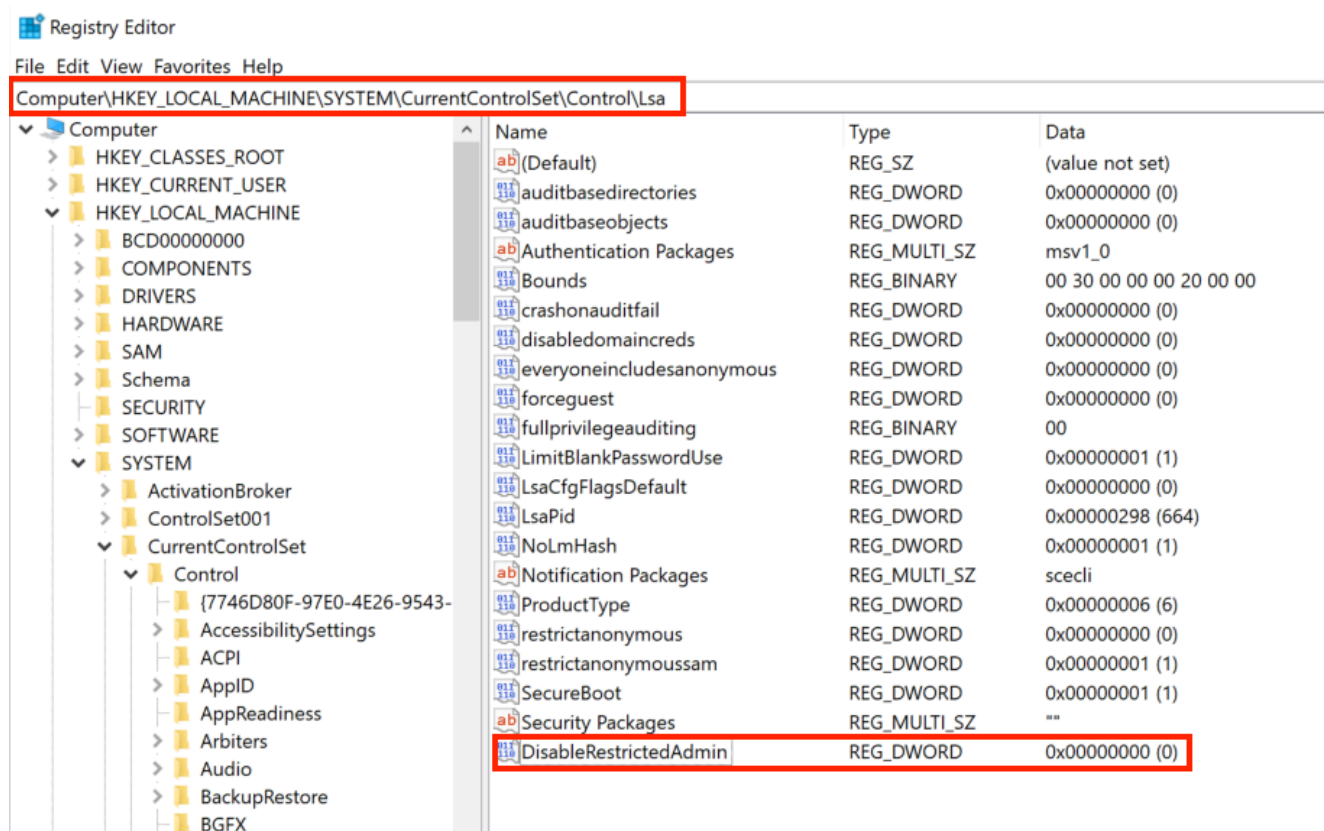 Registry Editor
File Edit View Favorites Help
Computer\HKEY_LOCAL_MACHINE\SYSTEM\CurrentControlSet\Control\Lsa
Computer
HKEY_CLASSES_ROOT
HKEY_CURRENT_USER
HKEY_LOCAL_MACHINE
BCD00000000
COMPONENTS
DRIVERS
HARDWARE
SAM
Schema
SECURITY
SOFTWARE
SYSTEM
ActivationBroker
ControlSet001
CurrentControlSet
Control
{7746D80F-97E0-4E26-9543-
AccessibilitySettings
ACPI
AppID
AppReadiness
Arbiters
Audio
BackupRestore
BGFX
Name Type Data
(Default) REG_SZ (value not set)
auditbasedirectories REG_DWORD 0x00000000 (0)
auditbaseobjects REG_DWORD 0x00000000 (0)
Authentication Packages REG_MULTI_SZ msv1_0
Bounds REG_BINARY 00 30 00 00 00 20 00 00
crashonauditfail REG_DWORD 0x00000000 (0)
disabledomaincreds REG_DWORD 0x00000000 (0)
everyoneincludesanonymous REG_DWORD 0x00000000 (0)
forceguest REG_DWORD 0x00000000 (0)
fullprivilegeauditing REG_BINARY 00
LimitBlankPasswordUse REG_DWORD 0x00000001 (1)
LsaCfgFlagsDefault REG_DWORD 0x00000000 (0)
LsaPid REG_DWORD 0x00000298 (664)
NoLmHash REG_DWORD 0x00000001 (1)
Notification Packages REG_MULTI_SZ scecli
ProductType REG_DWORD 0x00000006 (6)
restrictanonymous REG_DWORD 0x00000000 (0)
restrictanonymoussam REG_DWORD 0x00000001 (1)
SecureBoot REG_DWORD 0x00000001 (1)
Security Packages REG_MULTI_SZ ""
DisableRestrictedAdmin REG_DWORD 0x00000000 (0)